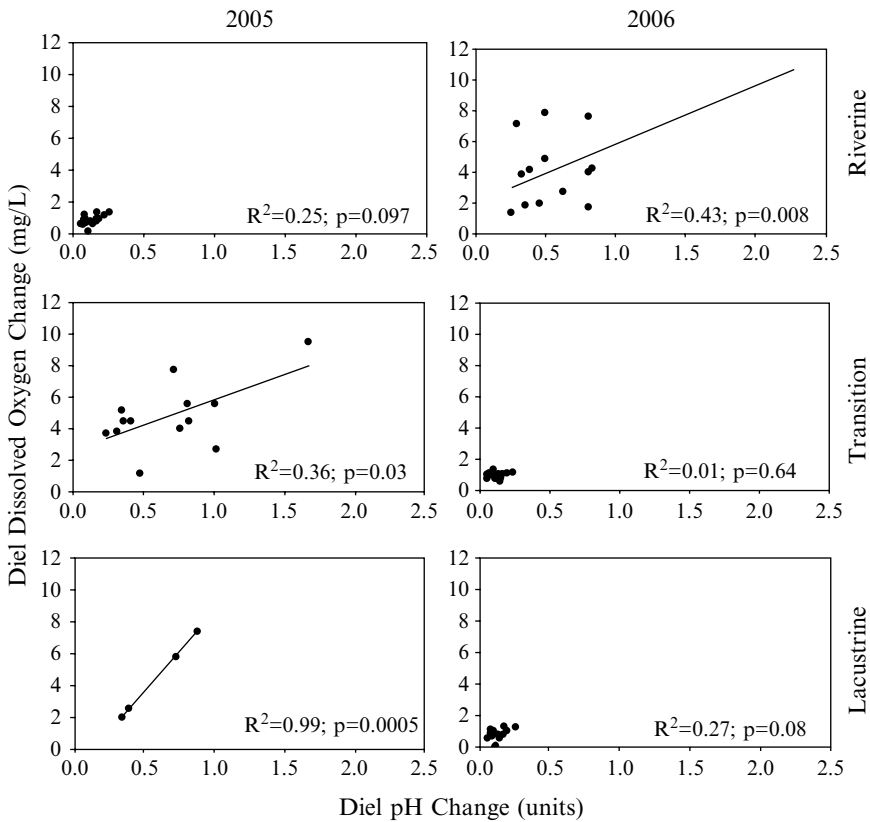 2005
2006
12
10
8
6
4
2
0
0.0 0.5 1.0 1.5 2.0 2.5
R²=0.25; p=0.097
12
10
8
6
4
2
0
0.0 0.5 1.0 1.5 2.0 2.5
R²=0.43; p=0.008
Riverine
Diel Dissolved Oxygen Change (mg/L)
12
10
8
6
4
2
0
0.0 0.5 1.0 1.5 2.0 2.5
R²=0.36; p=0.03
12
10
8
6
4
2
0
0.0 0.5 1.0 1.5 2.0 2.5
R²=0.01; p=0.64
Transition
12
10
8
6
4
2
0
0.0 0.5 1.0 1.5 2.0 2.5
R²=0.99; p=0.0005
12
10
8
6
4
2
0
0.0 0.5 1.0 1.5 2.0 2.5
R²=0.27; p=0.08
Lacustrine
Diel pH Change (units)